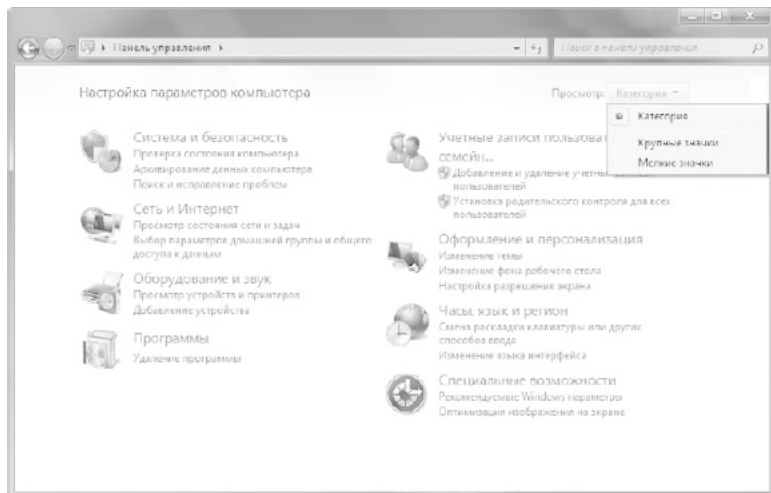 Панель управления
Поиск в панели управления
Настройка параметров компьютера
Просмотр: Категория
Категория
Крупные значки
Мелкие значки
Система и безопасность
Проверка состояния компьютера
Архивирование данных компьютера
Поиск и исправление проблем
Сеть и Интернет
Просмотр состояния сети и задач
Выбор параметров домашней группы и общего
доступа к данным
Оборудование и звук
Просмотр устройств и принтеров
Добавление устройства
Программы
Удаление программы
Учетные записи пользоват
семейн...
Добавление и удаление учетных
пользователей
Установка родительского контроля для всех
пользователей
Оформление и персонализация
Изменение темы
Изменение фона рабочего стола
Настройка разрешения экрана
Часы, язык и регион
Смена раскладки клавиатуры или других
способов ввода
Изменение языка интерфейса
Специальные возможности
Рекомендуемые Windows параметры
Оптимизация изображения на экране